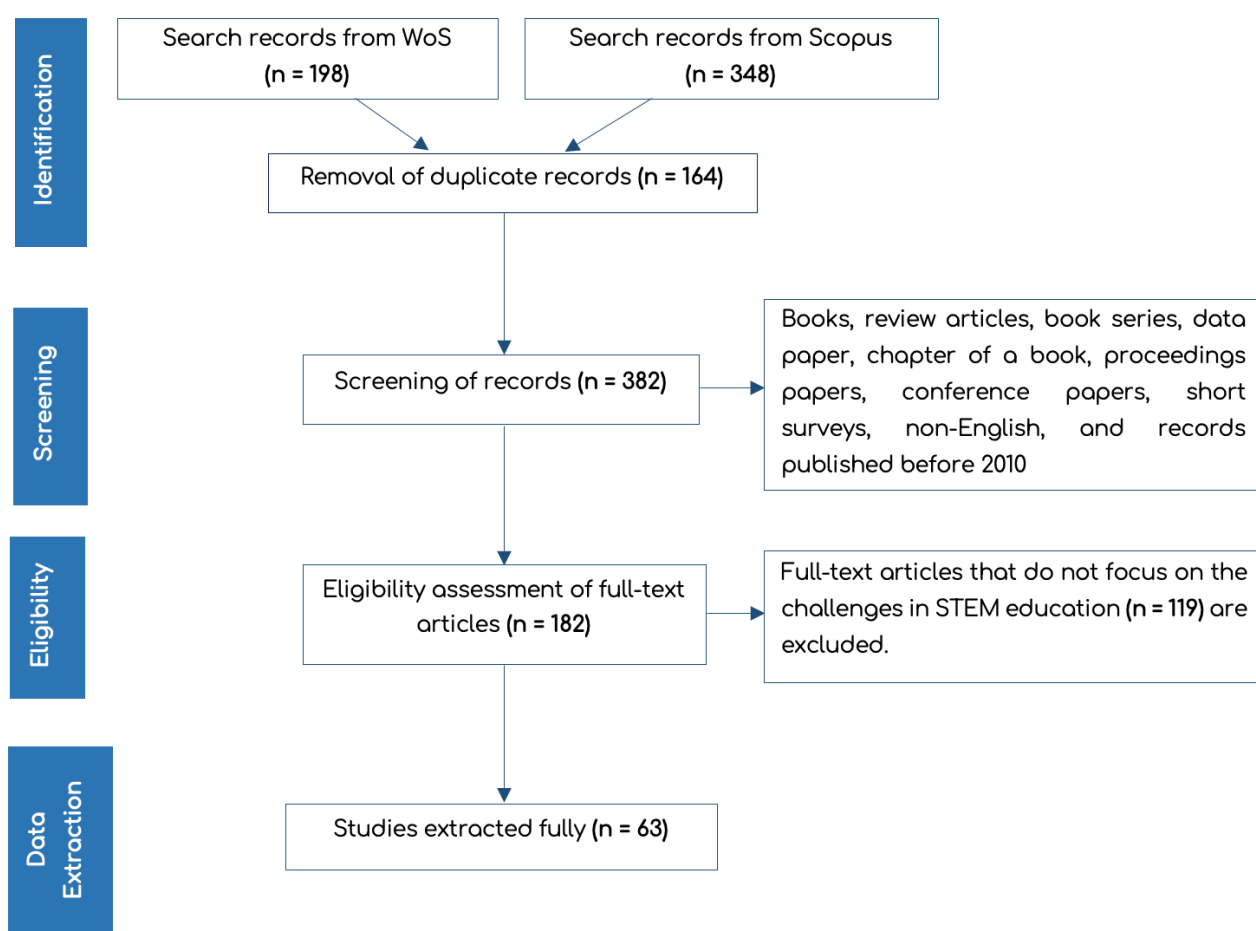 Identification
Search records from WoS
(n = 198)
Search records from Scopus
(n = 348)
Removal of duplicate records (n = 164)
Screening
Screening of records (n = 382)
Books, review articles, book series, data
paper, chapter of a book, proceedings
papers, conference papers, short
surveys, non-English, and records
published before 2010
Eligibility
Eligibility assessment of full-text
articles (n = 182)
Full-text articles that do not focus on the
challenges in STEM education (n = 119) are
excluded.
Data
Extraction
Studies extracted fully (n = 63)